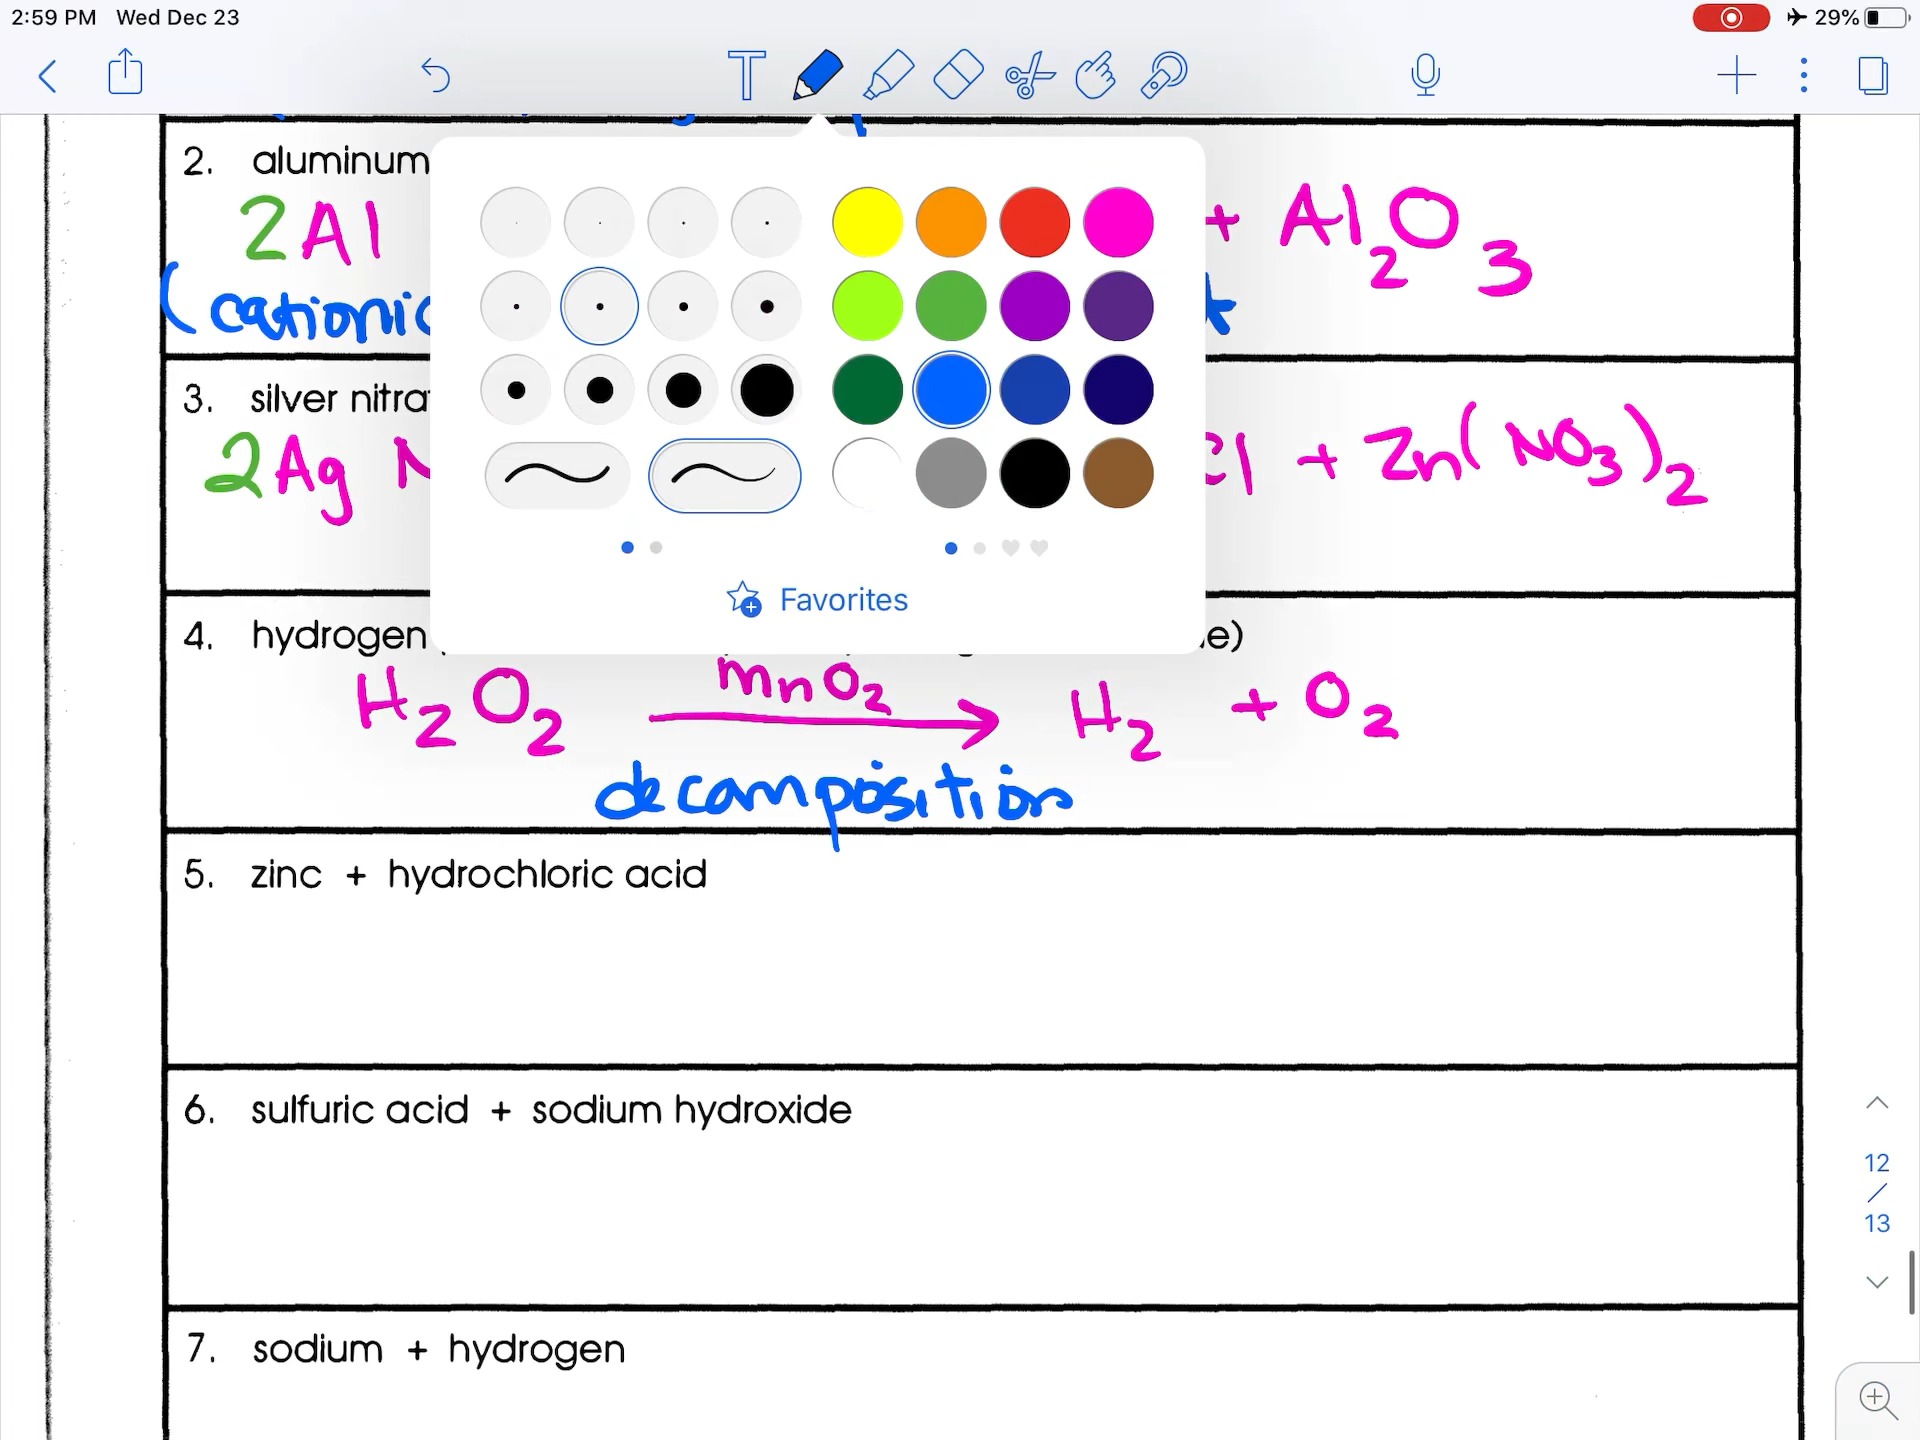 2:59 PM Wed Dec 23
29%
T
2. aluminum
2Al + Al2O3
(cationic
3. silver nitra
2Ag N Cl + Zn(NO3)2
Favorites
4. hydrogen e)
H2O2 MnO2 → H2 + O2
decomposition
5. zinc + hydrochloric acid
6. sulfuric acid + sodium hydroxide
12
/
13
7. sodium + hydrogen